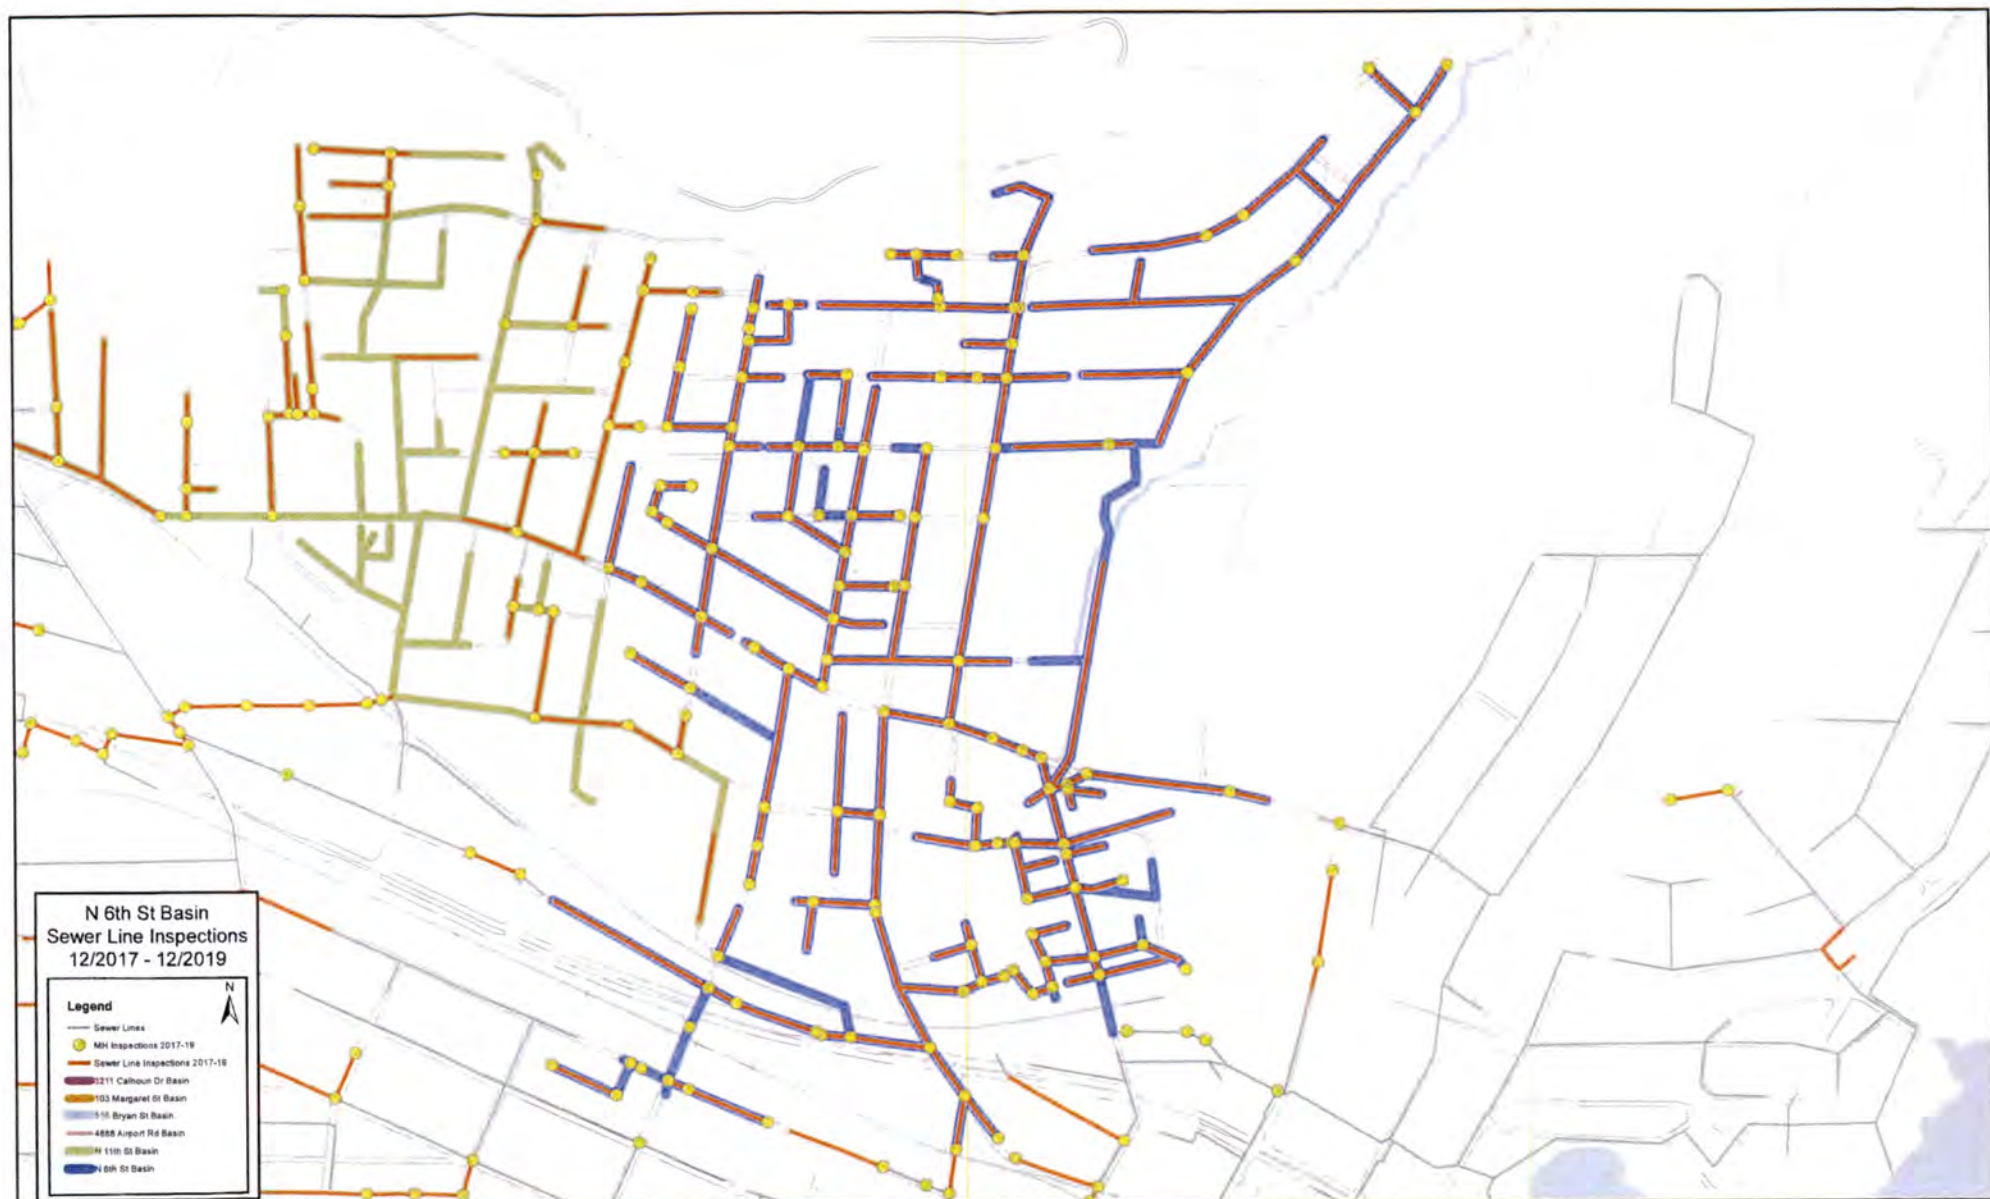 N 6th St Basin
Sewer Line Inspections
12/2017 - 12/2019
N
Legend
Sewer Lines
MH Inspections 2017-19
Sewer Line Inspections 2017-19
3211 Calhoun Dr Basin
103 Margaret St Basin
Bryan St Basin
4888 Airport Rd Basin
N 11th St Basin
N 6th St Basin